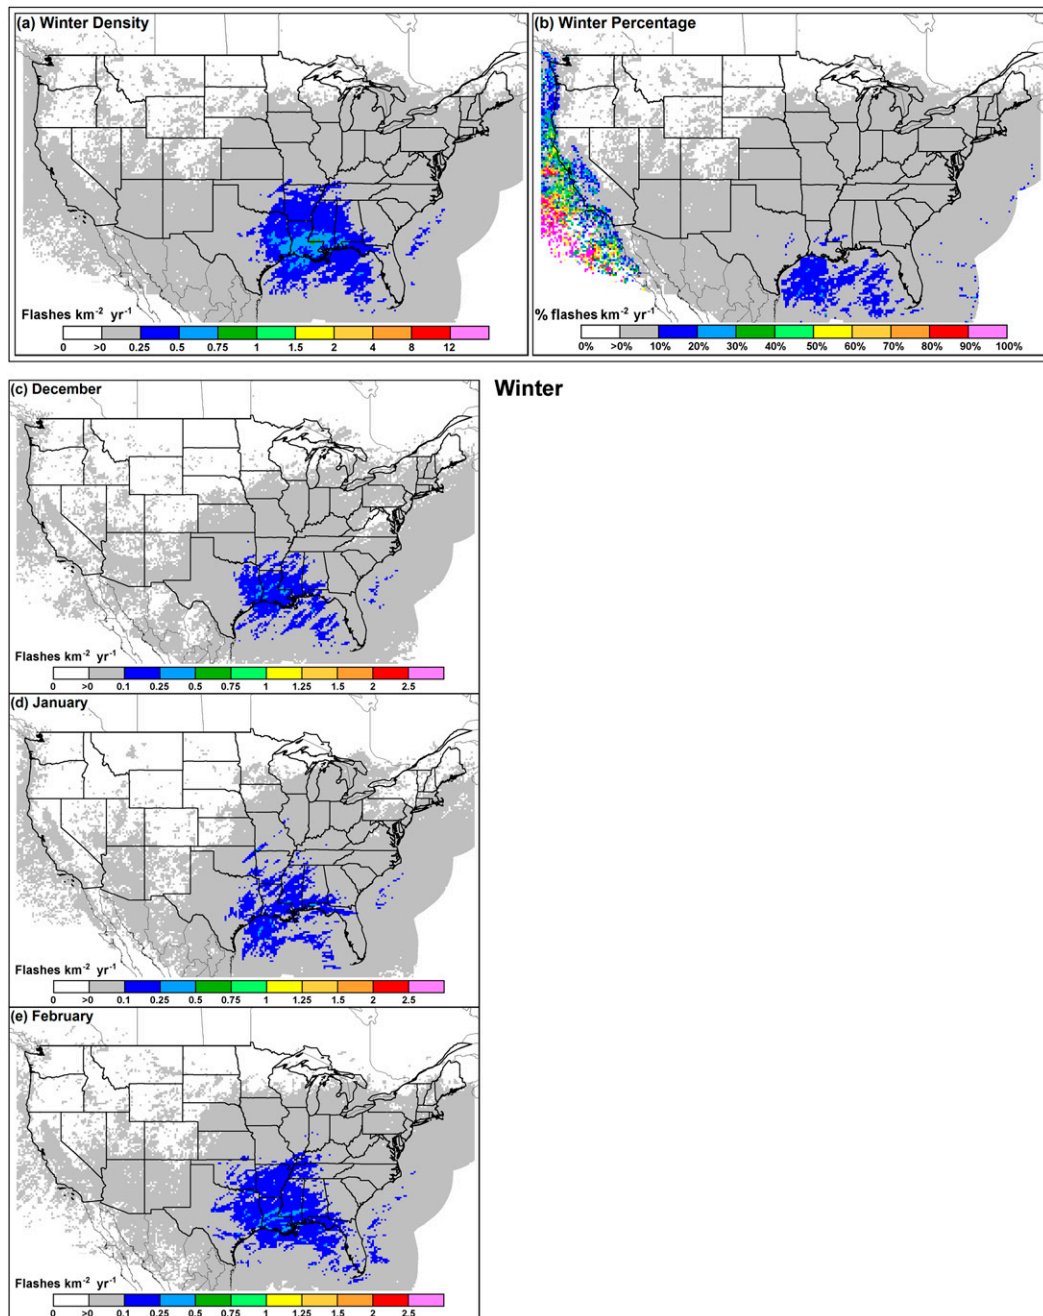 (a) Winter Density
Flashes km-2 yr-1
0 >0 0.25 0.5 0.75 1 1.5 2 4 8 12
(b) Winter Percentage
% flashes km-2 yr-1
0% >0% 10% 20% 30% 40% 50% 60% 70% 80% 90% 100%
(c) December
Winter
Flashes km-2 yr-1
0 >0 0.1 0.25 0.5 0.75 1 1.25 1.5 2 2.5
(d) January
Flashes km-2 yr-1
0 >0 0.1 0.25 0.5 0.75 1 1.25 1.5 2 2.5
(e) February
Flashes km-2 yr-1
0 >0 0.1 0.25 0.5 0.75 1 1.25 1.5 2 2.5